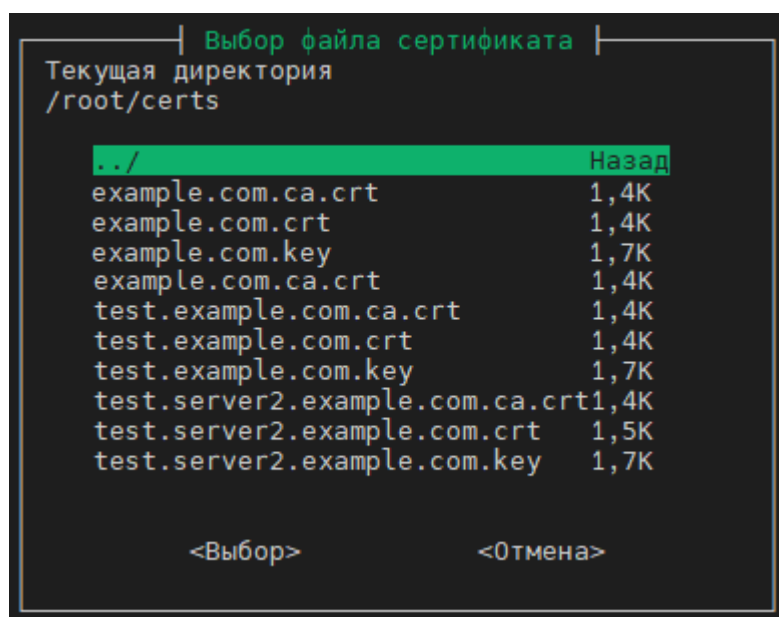 Выбор файла сертификата
Текущая директория
/root/certs
../ Назад
example.com.ca.crt 1,4K
example.com.crt 1,4K
example.com.key 1,7K
example.com.ca.crt 1,4K
test.example.com.ca.crt 1,4K
test.example.com.crt 1,4K
test.example.com.key 1,7K
test.server2.example.com.ca.crt1,4K
test.server2.example.com.crt 1,5K
test.server2.example.com.key 1,7K
<Выбор> <Отмена>